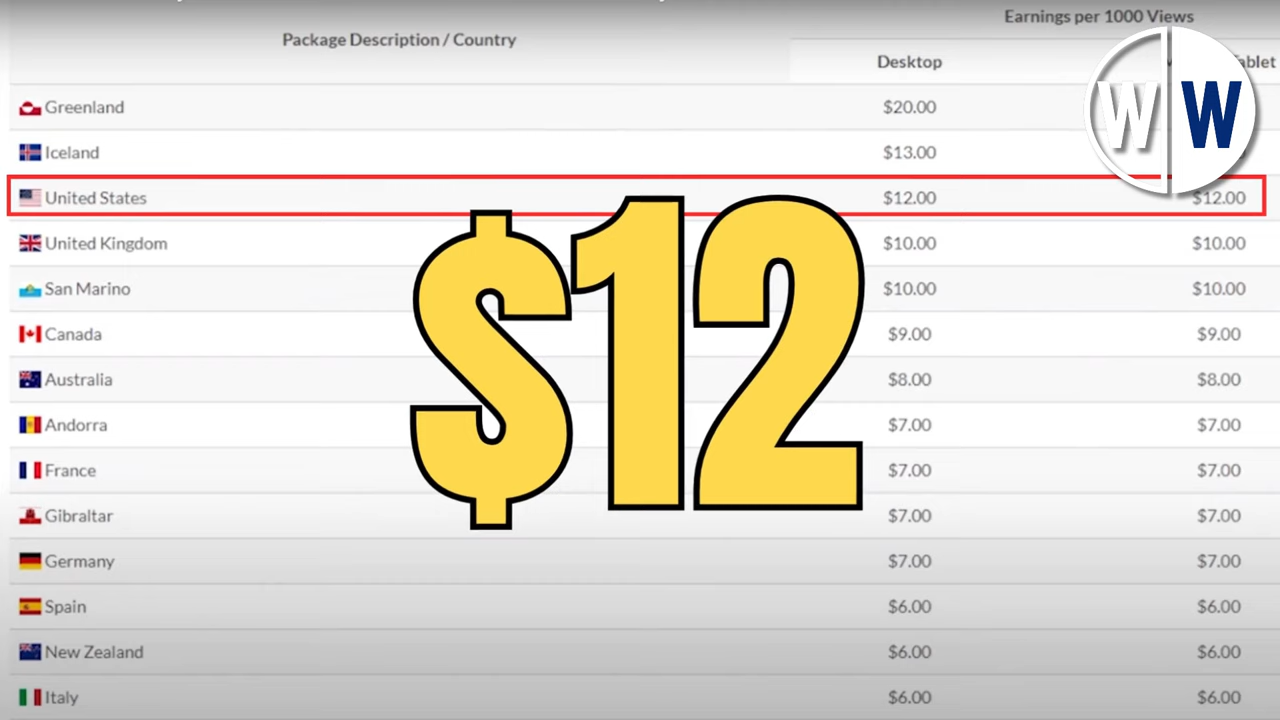 Earnings per 1000 Views
Package Description / Country
Desktop
Greenland $20.00
Iceland $13.00
United States $12.00 $12.00
United Kingdom $10.00 $10.00
San Marino $10.00 $10.00
Canada $9.00 $9.00
Australia $8.00 $8.00
Andorra $7.00 $7.00
France $7.00 $7.00
Gibraltar $7.00 $7.00
Germany $7.00 $7.00
Spain $6.00 $6.00
New Zealand $6.00 $6.00
Italy $6.00 $6.00
$12
WW